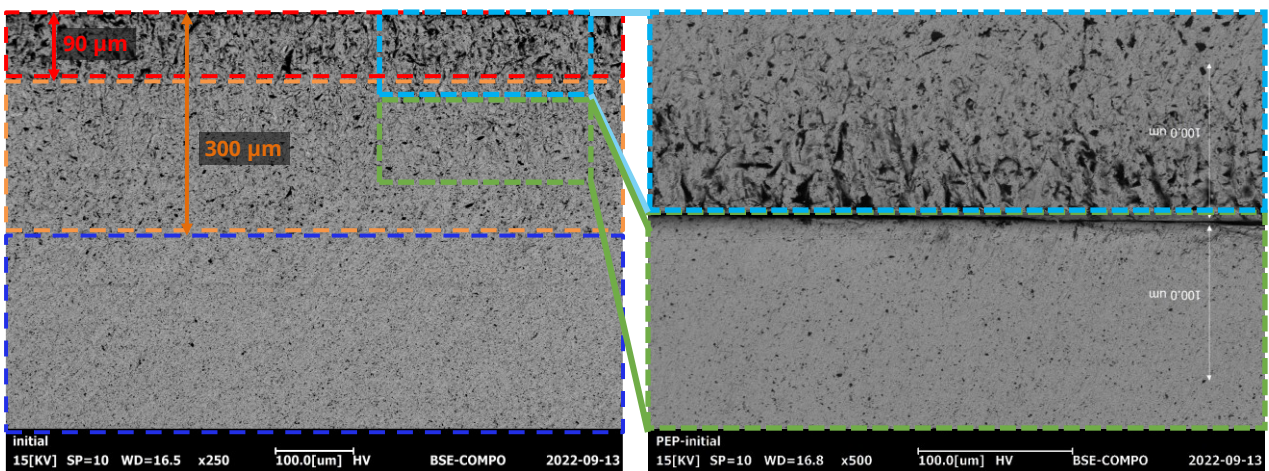 90 µm
300 µm
100.0 um
100.0 um
initial
15[KV] SP=10 WD=16.5 x250 100.0[um] HV BSE-COMPO 2022-09-13
PEP-initial
15[KV] SP=10 WD=16.8 x500 100.0[um] HV BSE-COMPO 2022-09-13